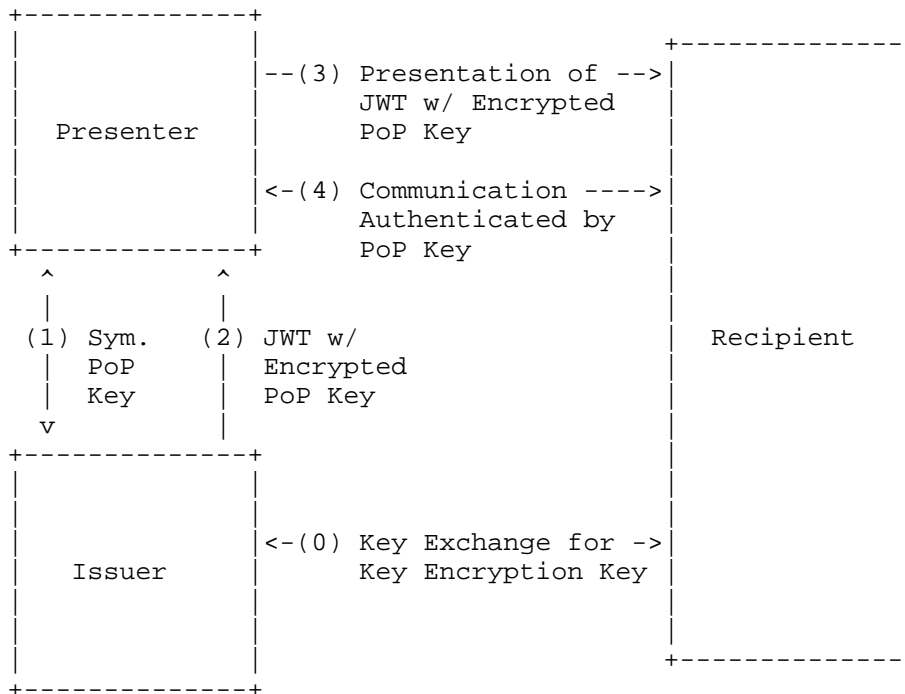 --(3) Presentation of -->
JWT w/ Encrypted
Presenter
PoP Key
<-(4) Communication ---->
Authenticated by
PoP Key
(1) Sym.
PoP
Key
(2) JWT w/
Encrypted
PoP Key
Recipient
<-(0) Key Exchange for ->
Issuer
Key Encryption Key